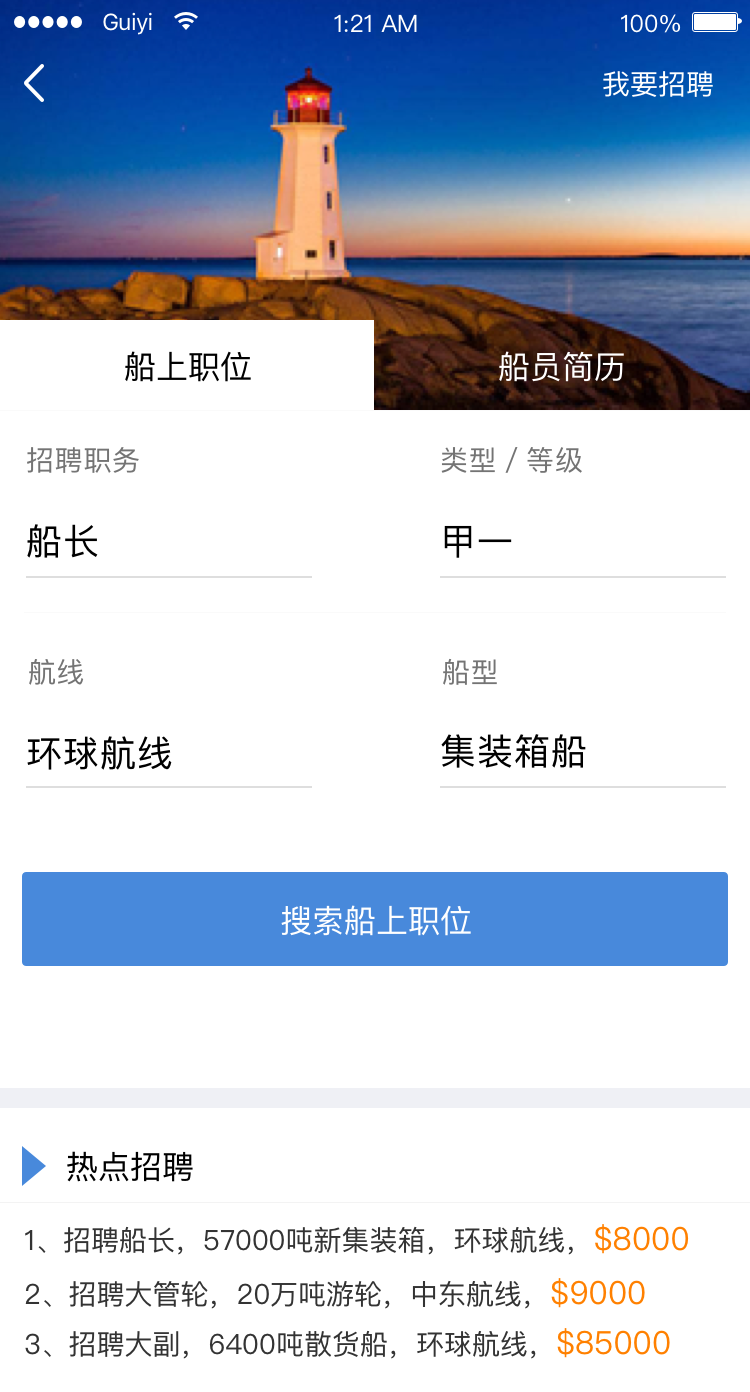 Guiyi 1:21 AM 100%
我要招聘
船上职位 船员简历
招聘职务 类型 / 等级
船长 甲一
航线 船型
环球航线 集装箱船
搜索船上职位
热点招聘
1、招聘船长，57000吨新集装箱，环球航线，$8000
2、招聘大管轮，20万吨游轮，中东航线，$9000
3、招聘大副，6400吨散货船，环球航线，$85000